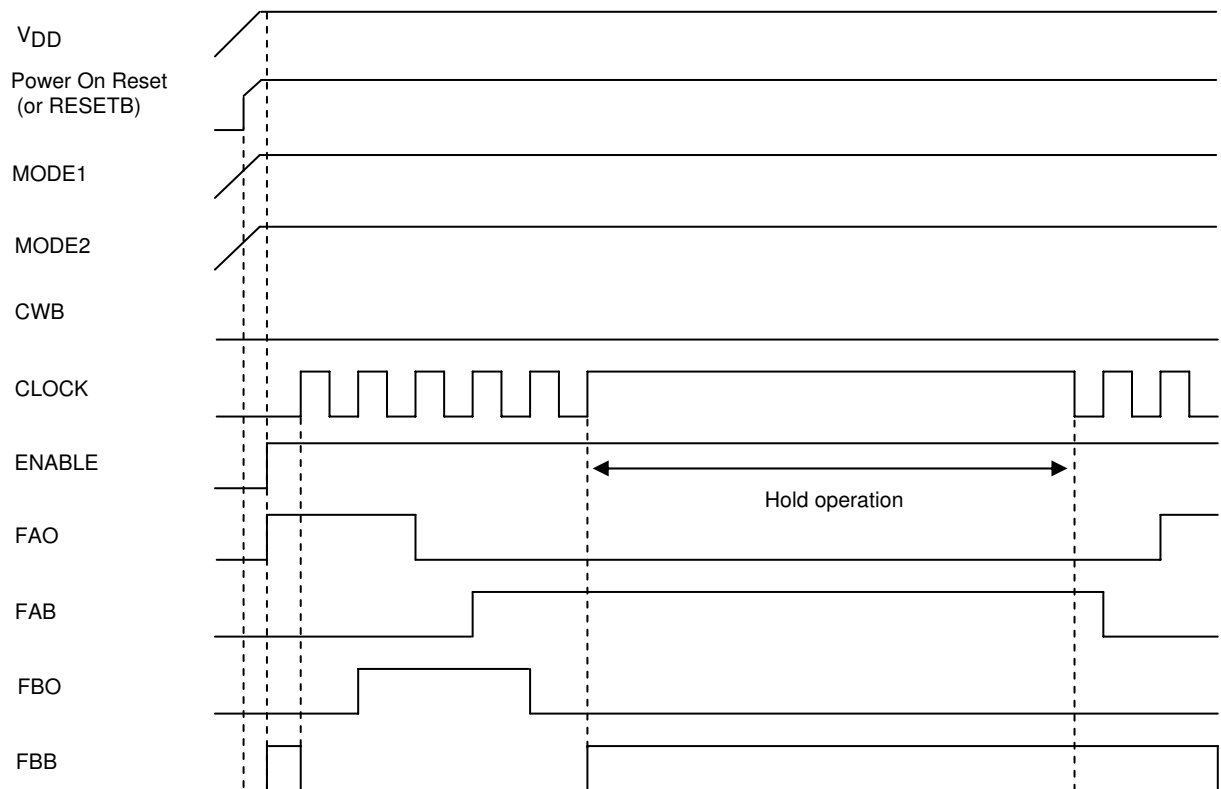 VDD
Power On Reset
(or RESETB)
MODE1
MODE2
CWB
CLOCK
ENABLE
Hold operation
FAO
FAB
FBO
FBB